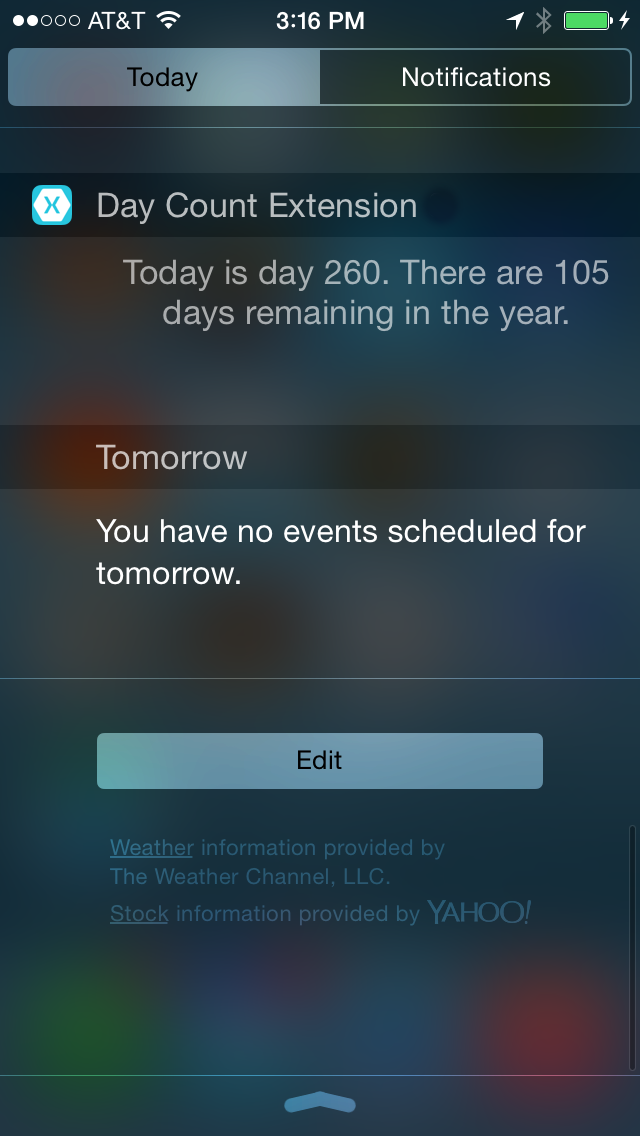 AT&T 3:16 PM
Today Notifications
Day Count Extension
Today is day 260. There are 105
days remaining in the year.
Tomorrow
You have no events scheduled for
tomorrow.
Edit
Weather information provided by
The Weather Channel, LLC.
Stock information provided by YAHOO!